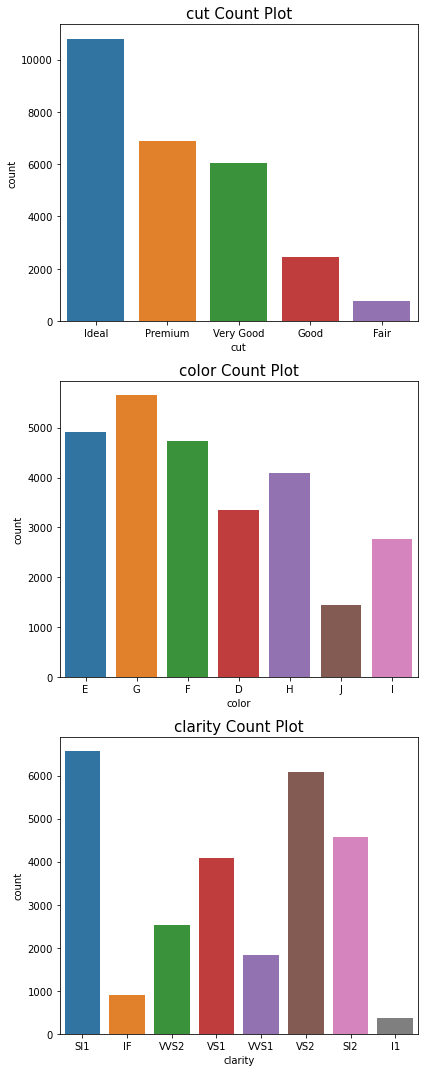 cut Count Plot
10000
8000
6000
4000
2000
0
count
Ideal Premium Very Good Good Fair
cut
color Count Plot
5000
4000
3000
2000
1000
0
count
E G F D H J I
color
clarity Count Plot
6000
5000
4000
3000
2000
1000
0
count
SI1 IF VVS2 VS1 VVS1 VS2 SI2 I1
clarity